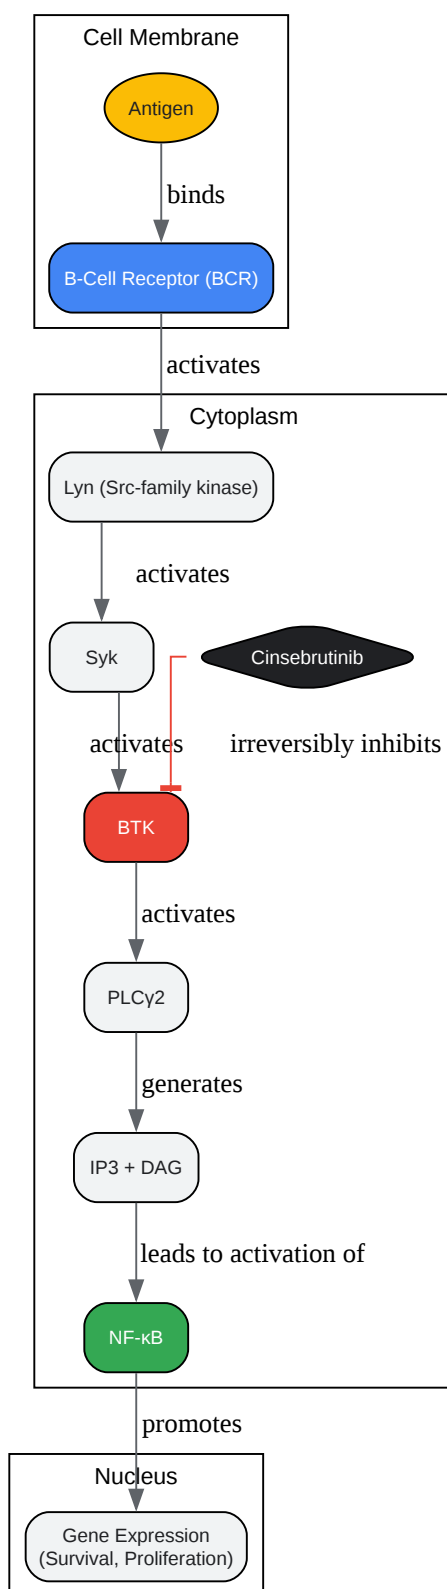 Cell Membrane
Antigen
binds
B-Cell Receptor (BCR)
activates
Cytoplasm
Lyn (Src-family kinase)
activates
Syk
Cinsebrutinib
activates
irreversibly inhibits
BTK
activates
PLCγ2
generates
IP3 + DAG
leads to activation of
NF-κB
promotes
Nucleus
Gene Expression
(Survival, Proliferation)